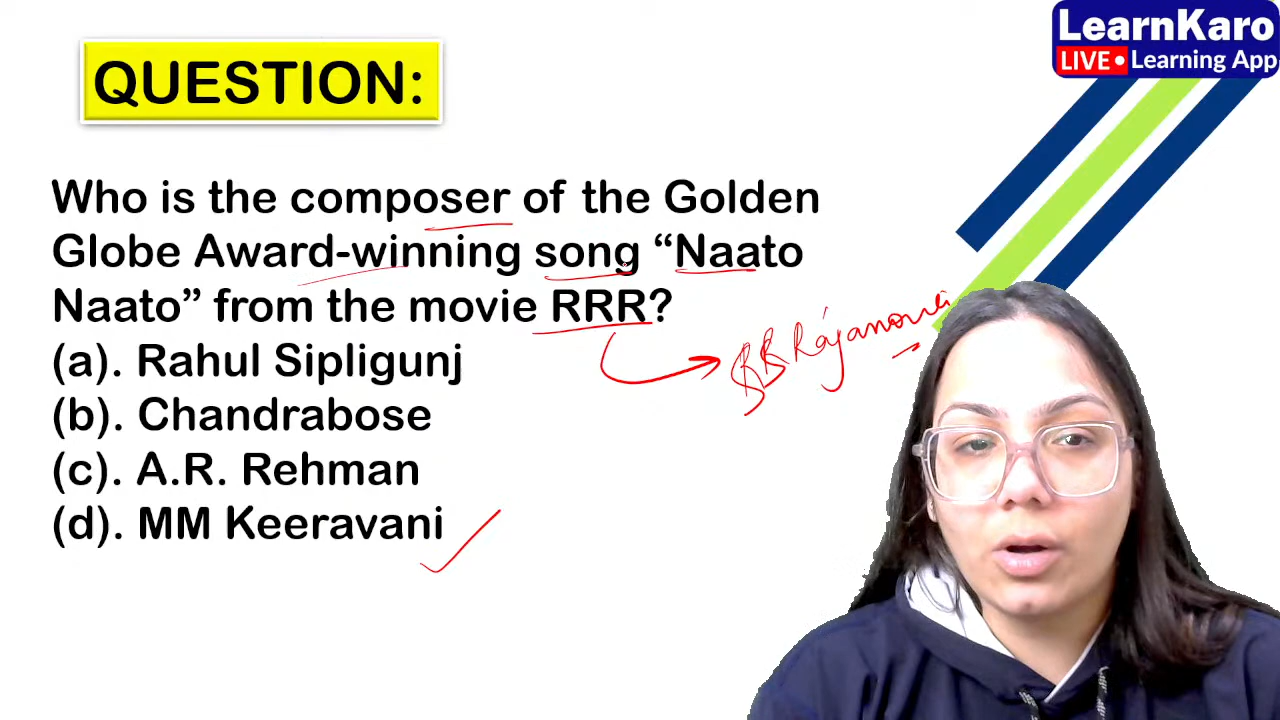 LearnKaro
LIVE• Learning App
QUESTION:
Who is the composer of the Golden
Globe Award-winning song “Naato
Naato” from the movie RRR?
(a). Rahul Sipligunj
(b). Chandrabose
(c). A.R. Rehman
(d). MM Keeravani
Rajamouli